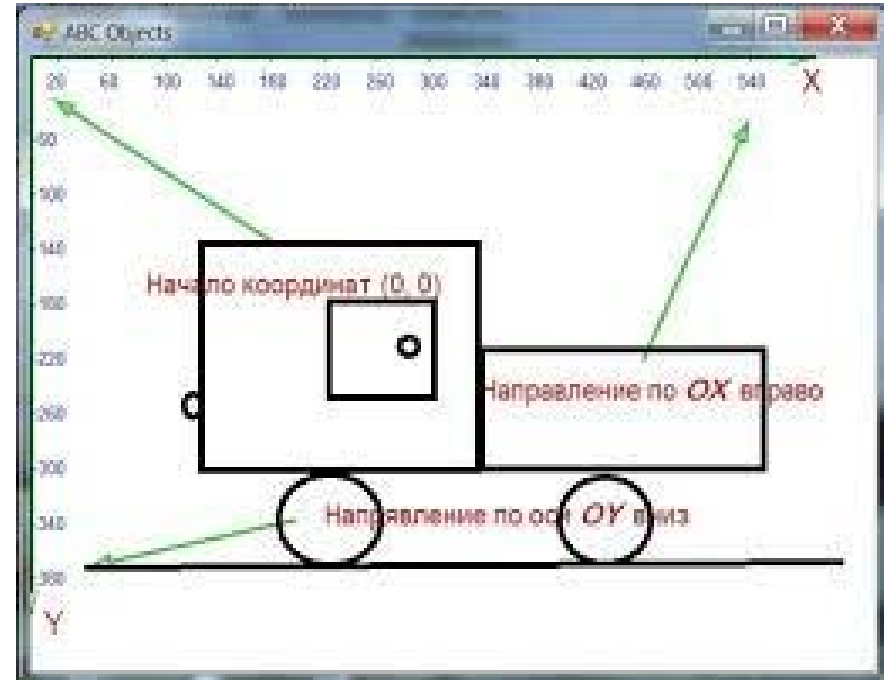 ABC Objects
20 60 100 140 180 220 260 300 340 380 420 460 500 540 X
60
100
140
Начало координат (0, 0)
180
220
Направление по OX вправо
260
300
Направление по оси OY вниз
340
380
Y